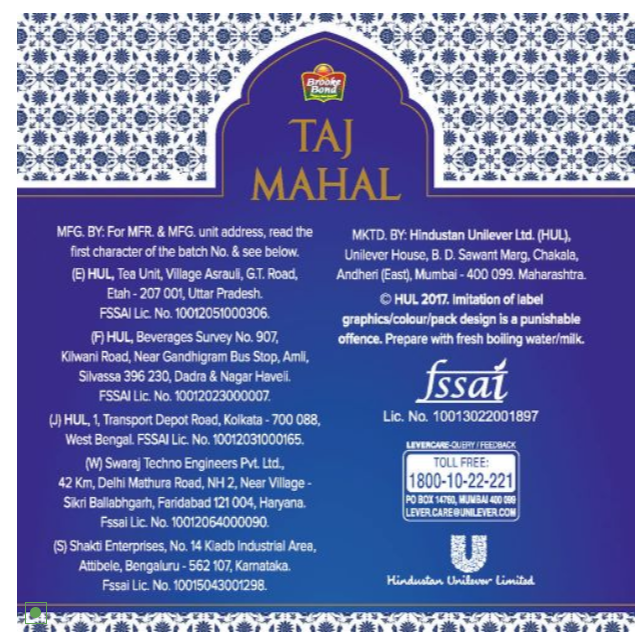 Brooke
Bond
TAJ
MAHAL
MFG. BY: For MFR. & MFG. unit address, read the
first character of the batch No. & see below.
(E) HUL, Tea Unit, Village Asrauli, G.T. Road,
Etah - 207 001, Uttar Pradesh.
FSSAI Lic. No. 10012051000306.
(F) HUL, Beverages Survey No. 907,
Kilwani Road, Near Gandhigram Bus Stop, Amli,
Silvassa 396 230, Dadra & Nagar Haveli.
FSSAI Lic. No. 10012023000007.
(J) HUL, 1, Transport Depot Road, Kolkata - 700 088,
West Bengal. FSSAI Lic. No. 10012031000165.
(W) Swaraj Techno Engineers Pvt. Ltd.,
42 Km, Delhi Mathura Road, NH 2, Near Village -
Sikri Ballabhgarh, Faridabad 121 004, Haryana.
Fssai Lic. No. 10012064000090.
(S) Shakti Enterprises, No. 14 Kiadb Industrial Area,
Attibele, Bengaluru - 562 107, Karnataka.
Fssai Lic. No. 10015043001298.
MKTD. BY: Hindustan Unilever Ltd. (HUL),
Unilever House, B. D. Sawant Marg, Chakala,
Andheri (East), Mumbai - 400 099. Maharashtra.
© HUL 2017. Imitation of label
graphics/colour/pack design is a punishable
offence. Prepare with fresh boiling water/milk.
fssai
Lic. No. 10013022001897
LEVERCARE-QUERY / FEEDBACK
TOLL FREE:
1800-10-22-221
PO BOX 14760, MUMBAI 400 099
LEVER.CARE@UNILEVER.COM
Hindustan Unilever Limited